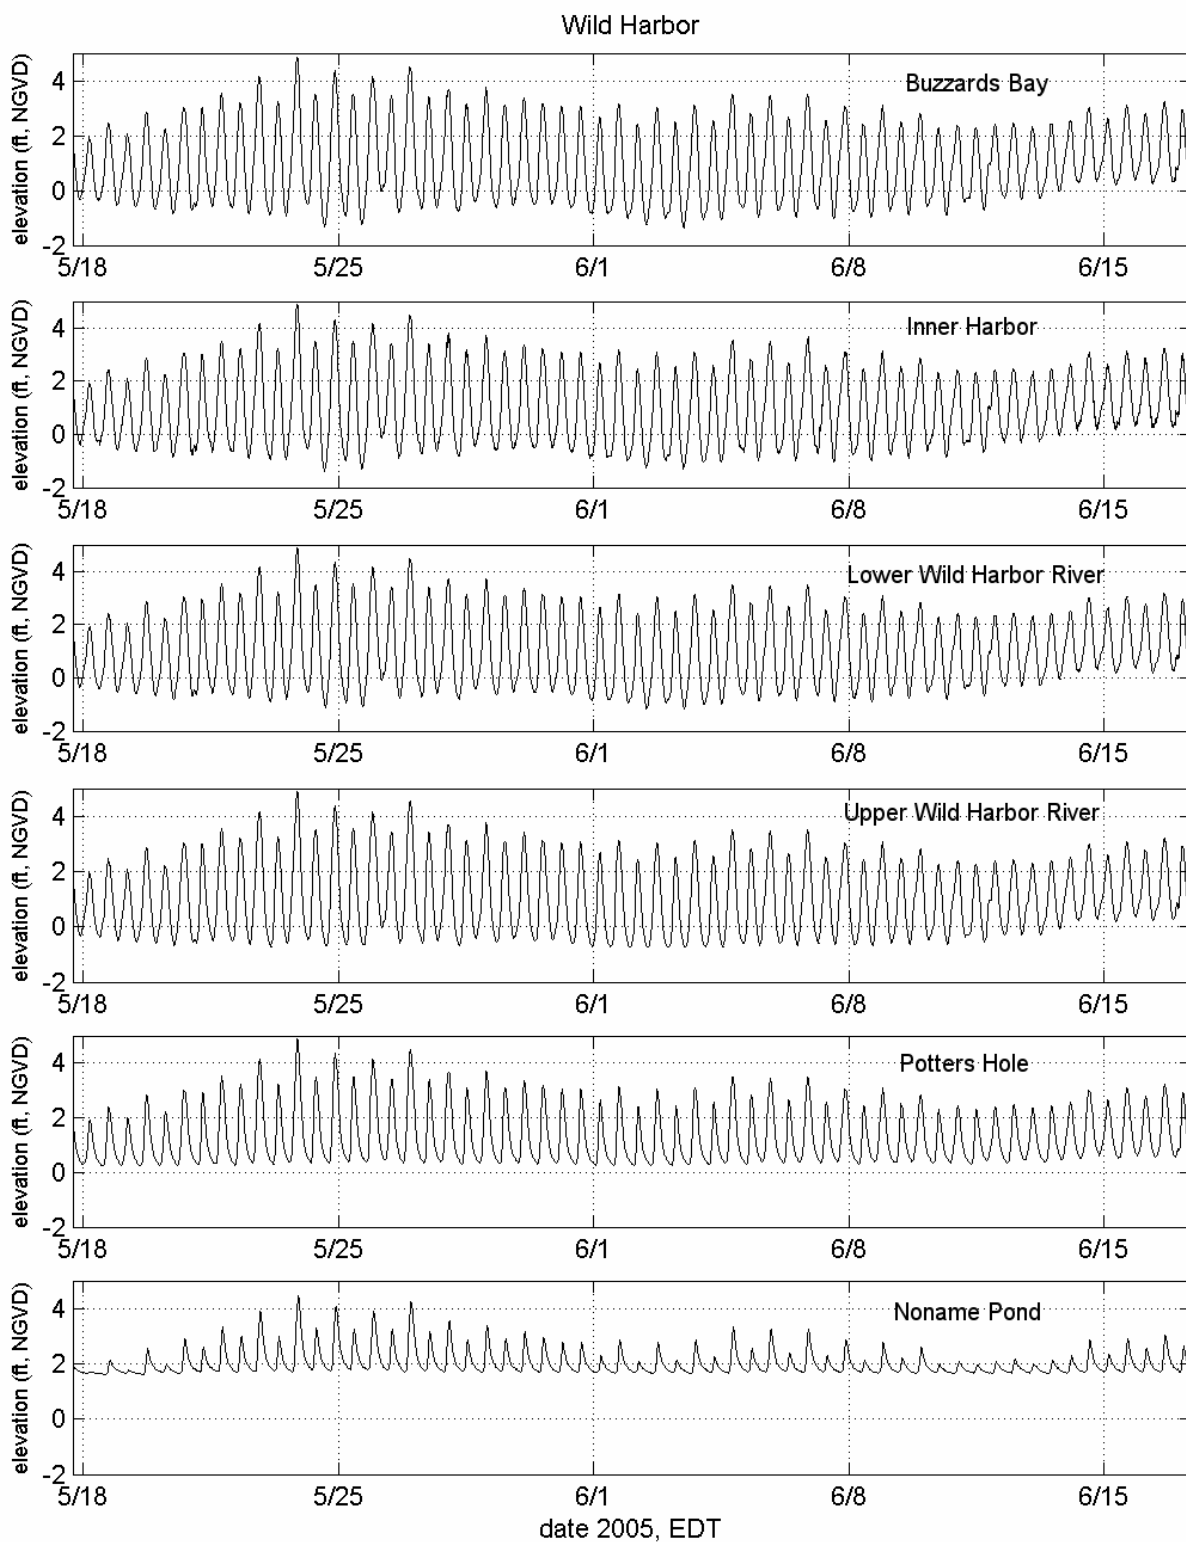 Wild Harbor
elevation (ft, NGVD)
4
2
0
-2
Buzzards Bay
5/18 5/25 6/1 6/8 6/15
elevation (ft, NGVD)
4
2
0
-2
Inner Harbor
5/18 5/25 6/1 6/8 6/15
elevation (ft, NGVD)
4
2
0
-2
Lower Wild Harbor River
5/18 5/25 6/1 6/8 6/15
elevation (ft, NGVD)
4
2
0
-2
Upper Wild Harbor River
5/18 5/25 6/1 6/8 6/15
elevation (ft, NGVD)
4
2
0
-2
Potters Hole
5/18 5/25 6/1 6/8 6/15
elevation (ft, NGVD)
4
2
0
-2
Noname Pond
5/18 5/25 6/1 6/8 6/15
date 2005, EDT